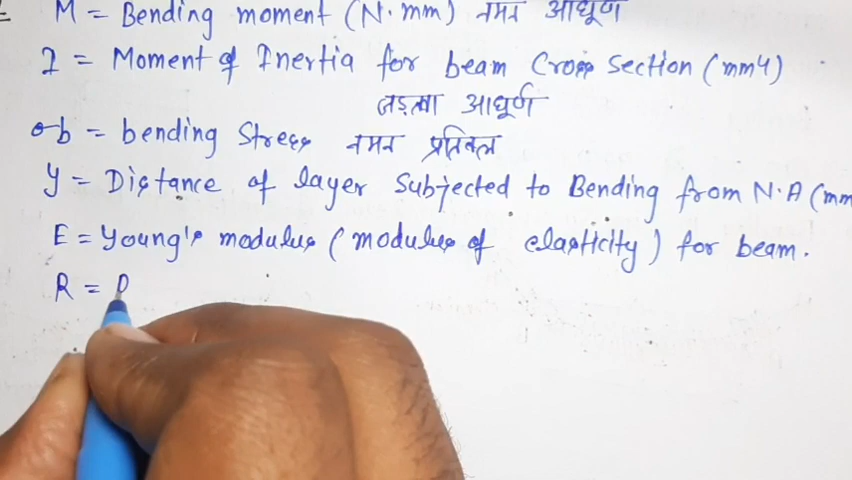 M = Bending moment (N.mm) नमन आघूर्ण
I = Moment of Inertia for beam Cross Section (mm4)
जड़त्व आघूर्ण
σb = bending Stress नमन प्रतिबल
y = Distance of layer Subjected to Bending from N.A (mm
E = Young's modulus (modulus of elasticity) for beam.
R =